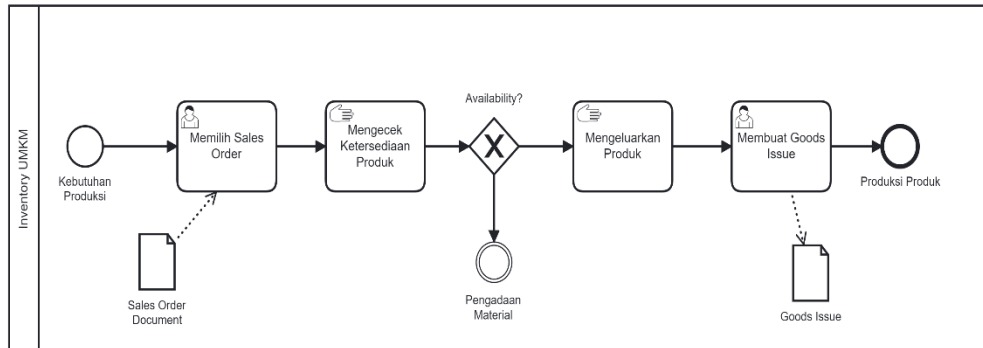 Inventory UMKM
Kebutuhan
Produksi
Memilih Sales
Order
Sales Order
Document
Mengecek
Ketersediaan
Produk
Availability?
X
Pengadaan
Material
Mengeluarkan
Produk
Membuat Goods
Issue
Goods Issue
Produksi Produk